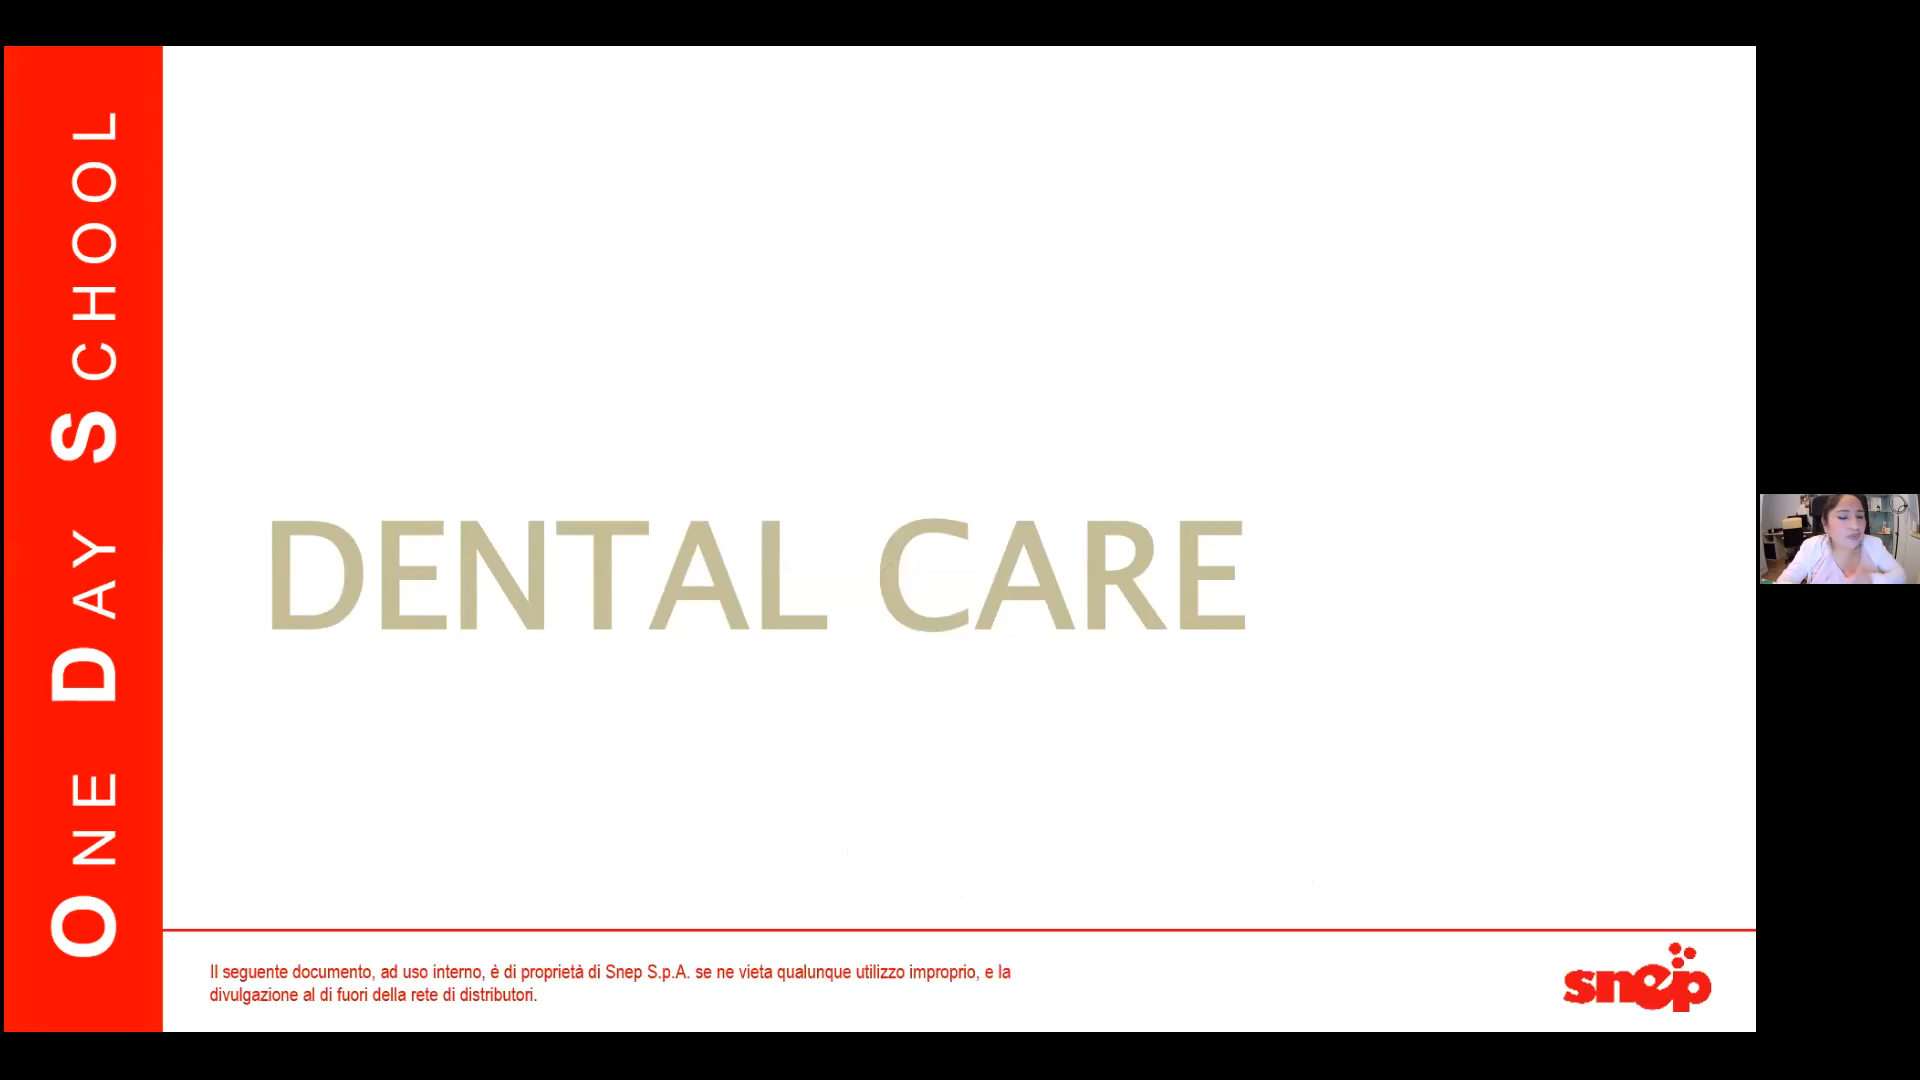 ONE DAY SCHOOL
DENTAL CARE
Il seguente documento, ad uso interno, è di proprietà di Snep S.p.A. se ne vieta qualunque utilizzo improprio, e la
divulgazione al di fuori della rete di distributori.
snep